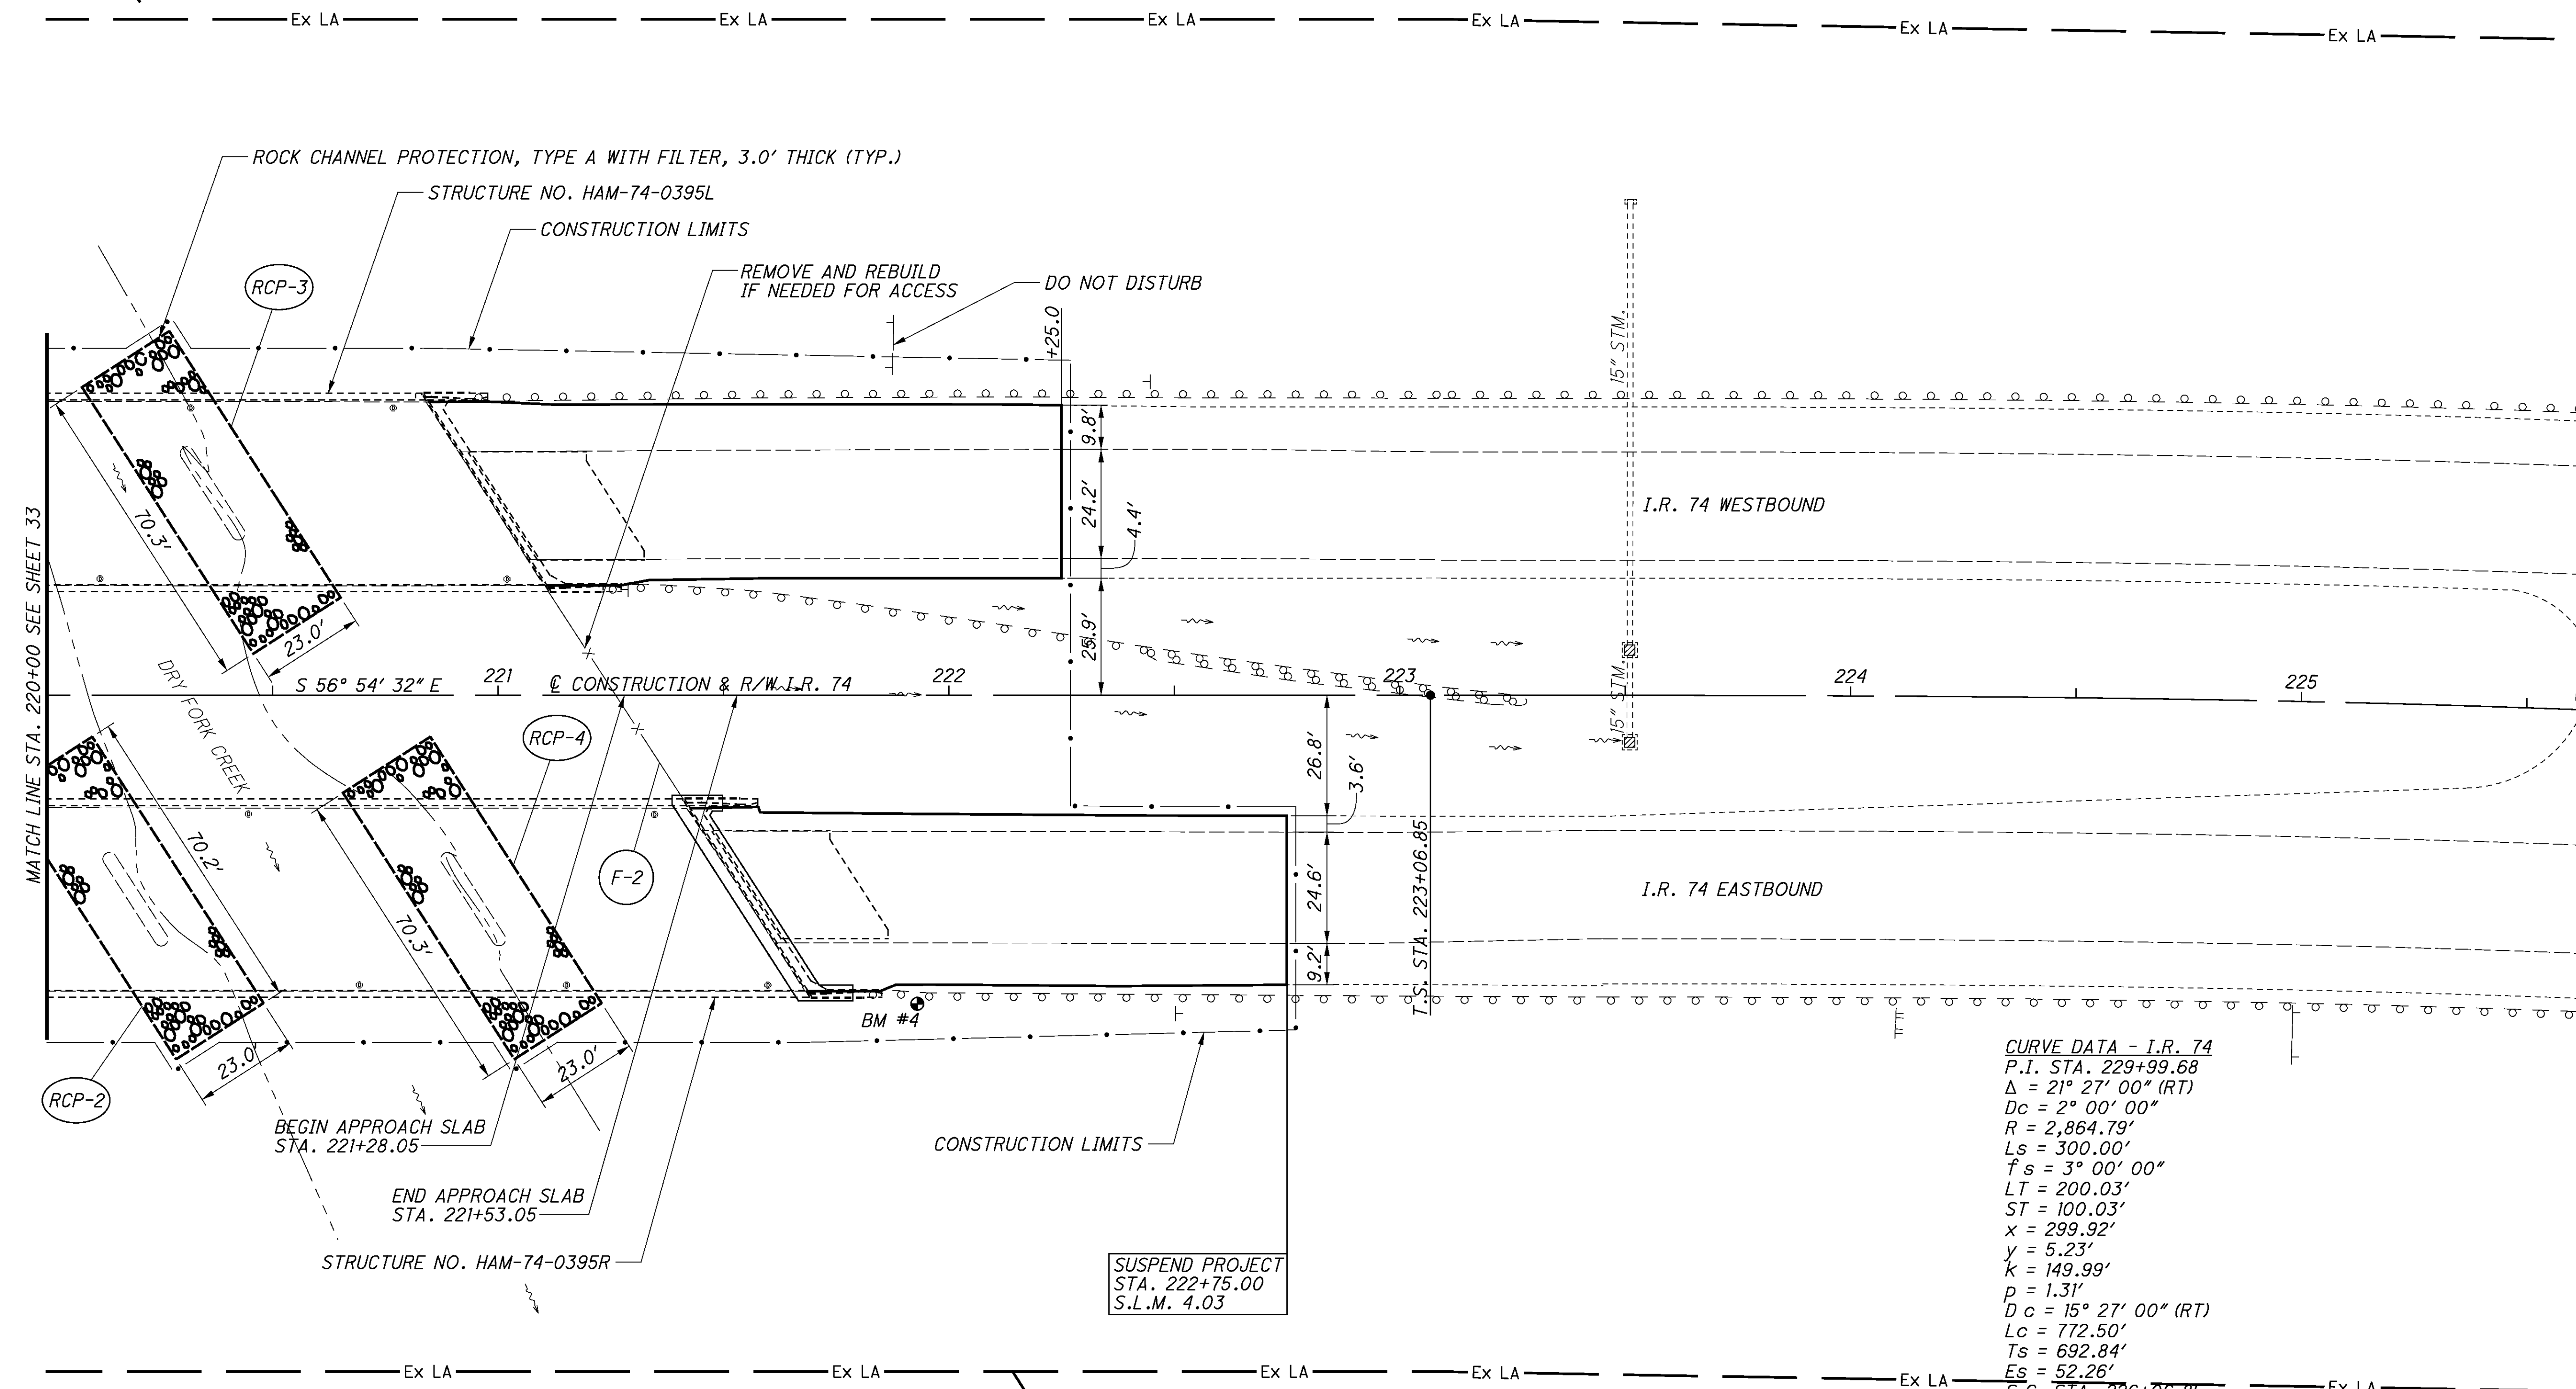 Ex LA Ex LA Ex LA Ex LA Ex LA Ex LA
ROCK CHANNEL PROTECTION, TYPE A WITH FILTER, 3.0' THICK (TYP.)
STRUCTURE NO. HAM-74-0395L
CONSTRUCTION LIMITS
REMOVE AND REBUILD
IF NEEDED FOR ACCESS
DO NOT DISTURB
RCP-3
+25.0
15" STM.
9.8'
24.2'
4.4'
25.9'
I.R. 74 WESTBOUND
MATCH LINE STA. 220+00 SEE SHEET 33
70.3'
23.0'
DRY FORK CREEK
S 56° 54' 32" E
221
℄ CONSTRUCTION & R/W I.R. 74
222
223
224
225
15" STM.
RCP-4
26.8'
3.6'
24.6'
9.2'
T.S. STA. 223+06.85
F-2
70.2'
70.3'
I.R. 74 EASTBOUND
BM #4
23.0'
23.0'
RCP-2
BEGIN APPROACH SLAB
STA. 221+28.05
END APPROACH SLAB
STA. 221+53.05
STRUCTURE NO. HAM-74-0395R
CONSTRUCTION LIMITS
SUSPEND PROJECT
STA. 222+75.00
S.L.M. 4.03
CURVE DATA - I.R. 74
P.I. STA. 229+99.68
Δ = 21° 27' 00" (RT)
Dc = 2° 00' 00"
R = 2,864.79'
Ls = 300.00'
fs = 3° 00' 00"
LT = 200.03'
ST = 100.03'
x = 299.92'
y = 5.23'
k = 149.99'
p = 1.31'
D c = 15° 27' 00" (RT)
Lc = 772.50'
Ts = 692.84'
Es = 52.26'
Ex LA Ex LA Ex LA Ex LA Ex LA Ex LA